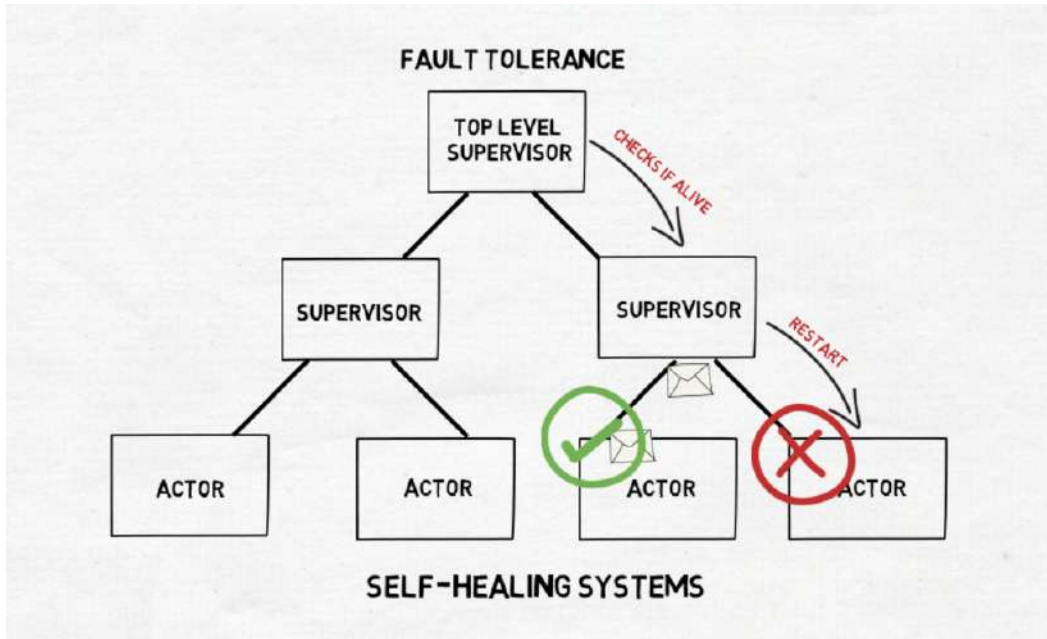 FAULT TOLERANCE
TOP LEVEL
SUPERVISOR
CHECKS IF ALIVE
SUPERVISOR
SUPERVISOR
RESTART
ACTOR
ACTOR
ACTOR
ACTOR
SELF-HEALING SYSTEMS